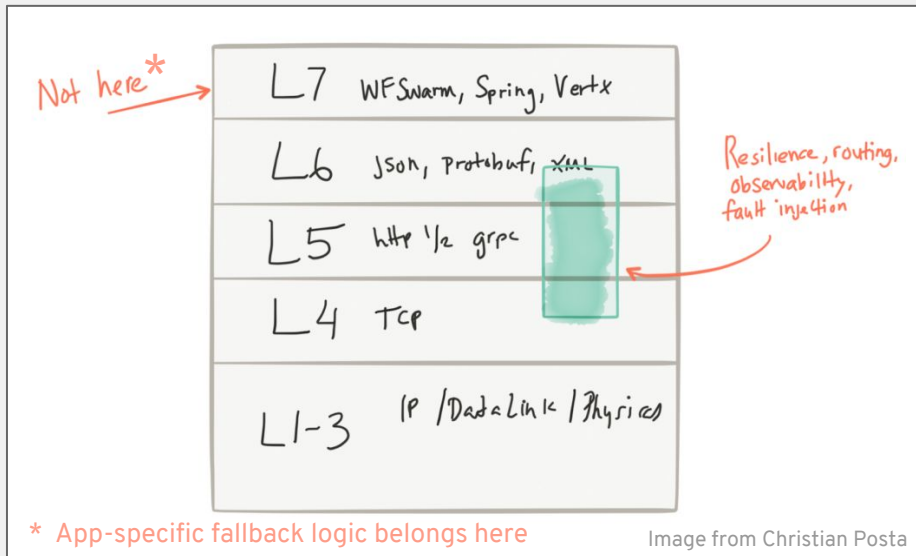 Not here*
L7 WFSwarm, Spring, Vertx
L6 json, protobuf, XML
L5 http 1/2 grpc
L4 TCP
L1-3 IP /DataLink /Physical
Resilience, routing,
observability,
fault injection
* App-specific fallback logic belongs here
Image from Christian Posta